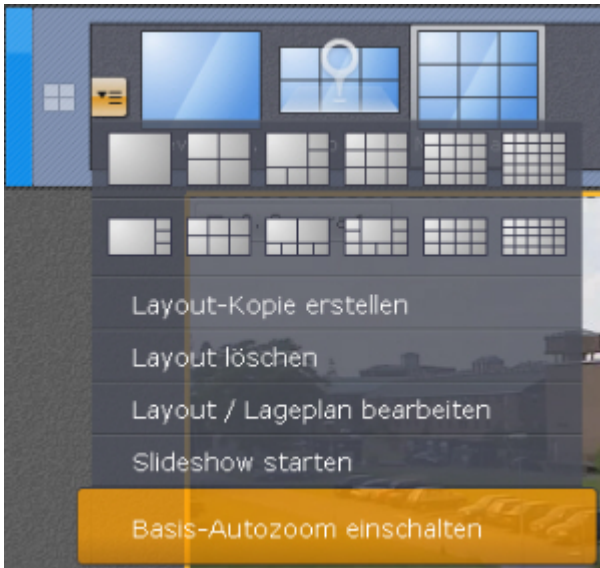 Layout-Kopie erstellen
Layout löschen
Layout / Lageplan bearbeiten
Slideshow starten
Basis-Autozoom einschalten